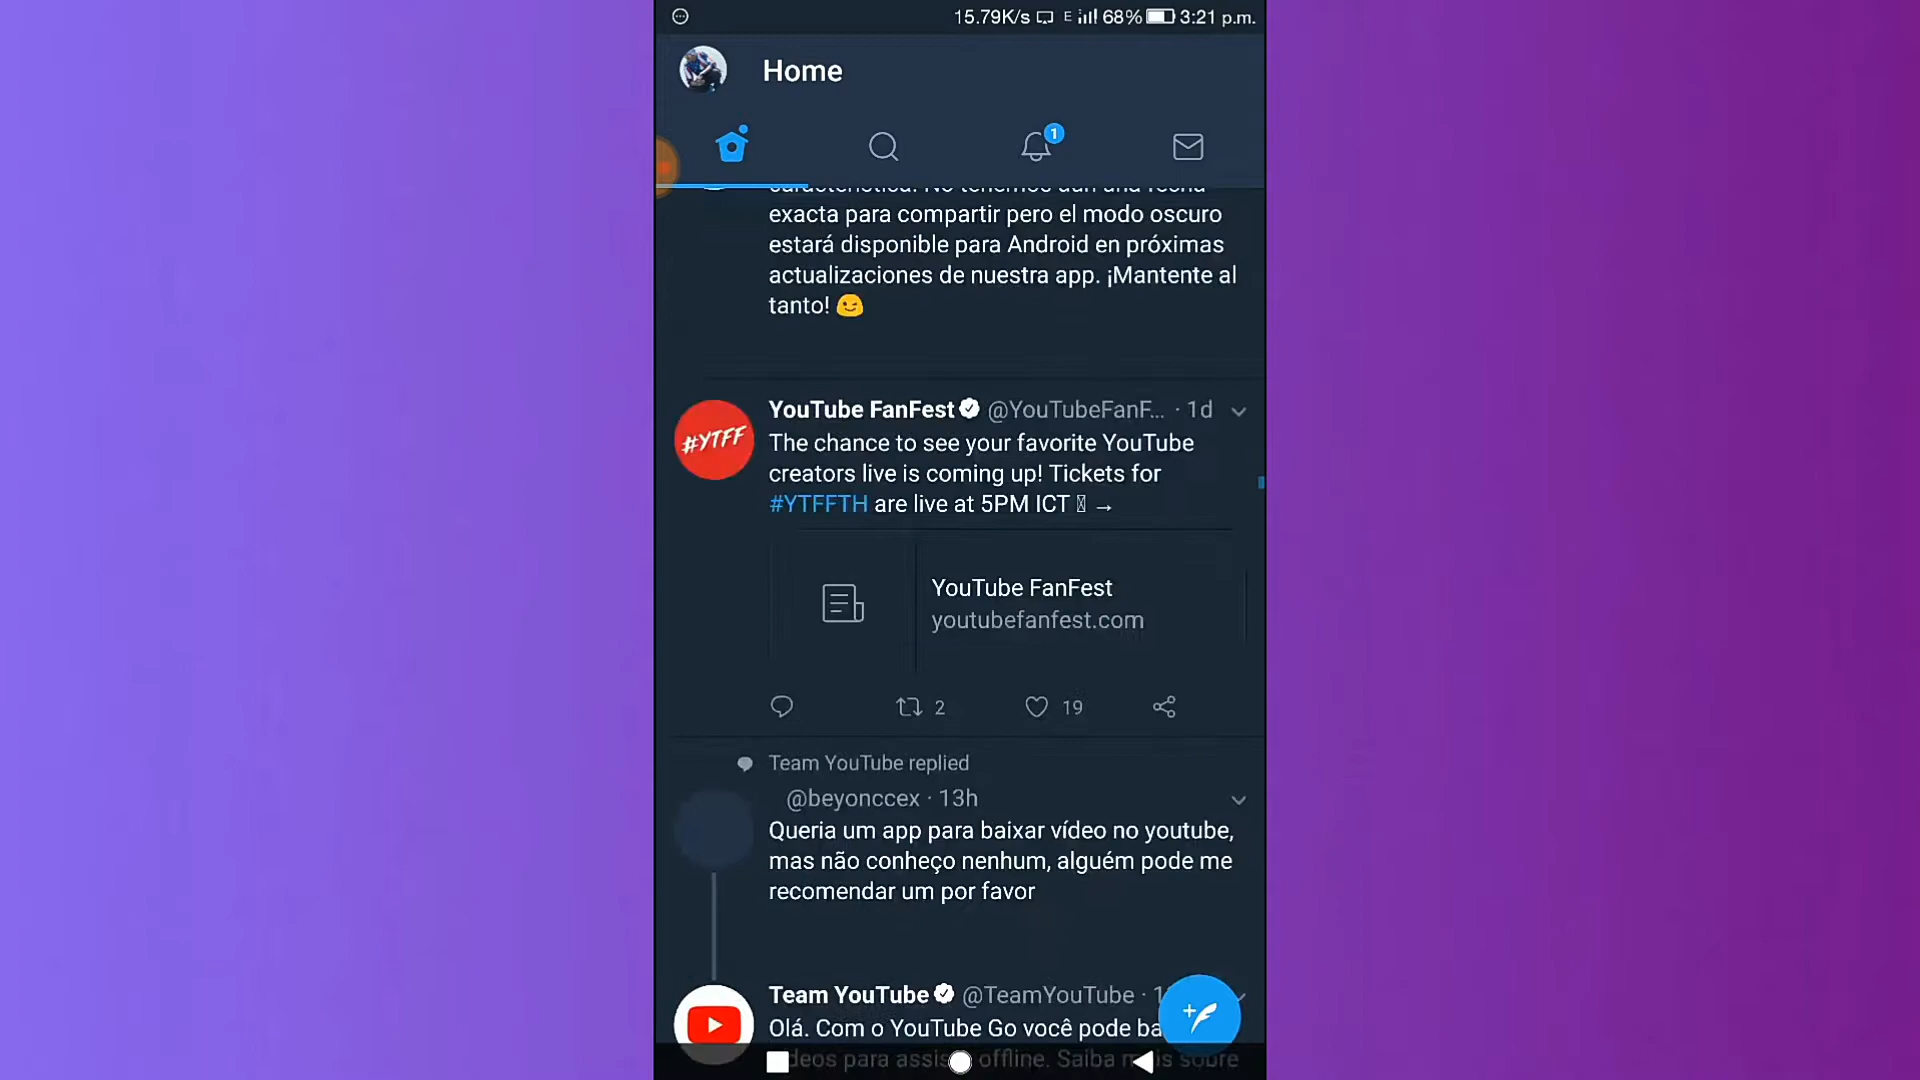 15.79K/s E 68% 3:21 p.m.
Home
1
exacta para compartir pero el modo oscuro
estará disponible para Android en próximas
actualizaciones de nuestra app. ¡Mantente al
tanto! 😉
YouTube FanFest @YouTubeFanF... · 1d
#YTFF
The chance to see your favorite YouTube
creators live is coming up! Tickets for
#YTFFTH are live at 5PM ICT →
YouTube FanFest
youtubefanfest.com
2 19
Team YouTube replied
@beyonccex · 13h
Queria um app para baixar vídeo no youtube,
mas não conheço nenhum, alguém pode me
recomendar um por favor
Team YouTube @TeamYouTube ·
Olá. Com o YouTube Go você pode
para offline. Saiba sobre